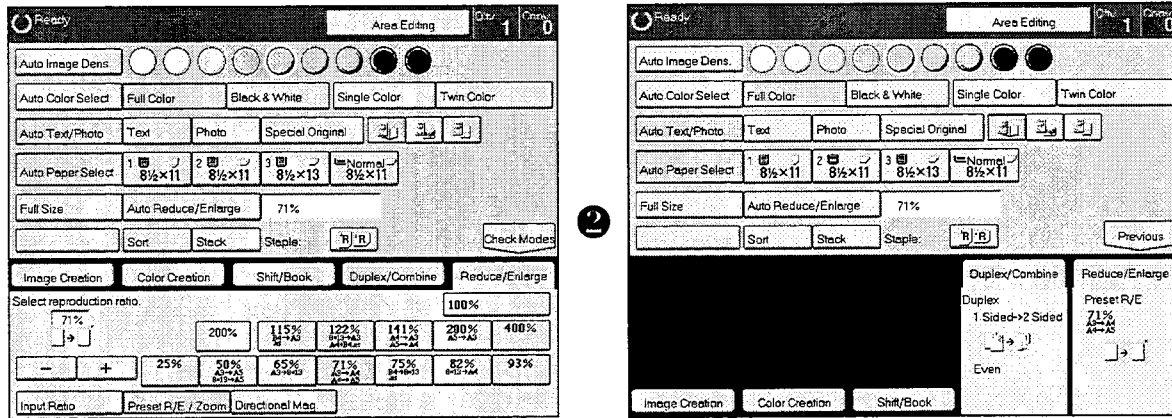 Ready Area Editing Qty. 1 Copy 0
Auto Image Dens.
Auto Color Select Full Color Black & White Single Color Twin Color
Auto Text/Photo Text Photo Special Original
Auto Paper Select 1 8½×11 2 8½×11 3 8½×13 Normal 8½×11
Full Size Auto Reduce/Enlarge 71%
Sort Stack Staple: R R Check Modes
Image Creation Color Creation Shift/Book Duplex/Combine Reduce/Enlarge
Select reproduction ratio. 100%
71% 200% 115% 122% 141% 200% 400%
− + 25% 50% 65% 71% 75% 82% 93%
Input Ratio Preset R/E / Zoom Directional Mag.
2
Ready Area Editing Qty. 1 Copy 0
Auto Image Dens.
Auto Color Select Full Color Black & White Single Color Twin Color
Auto Text/Photo Text Photo Special Original
Auto Paper Select 1 8½×11 2 8½×11 3 8½×13 Normal 8½×11
Full Size Auto Reduce/Enlarge 71%
Sort Stack Staple: R R Previous
Duplex/Combine Reduce/Enlarge
Duplex Preset R/E
1 Sided->2 Sided 71%
A3→A4
A4→A5
Even
Image Creation Color Creation Shift/Book